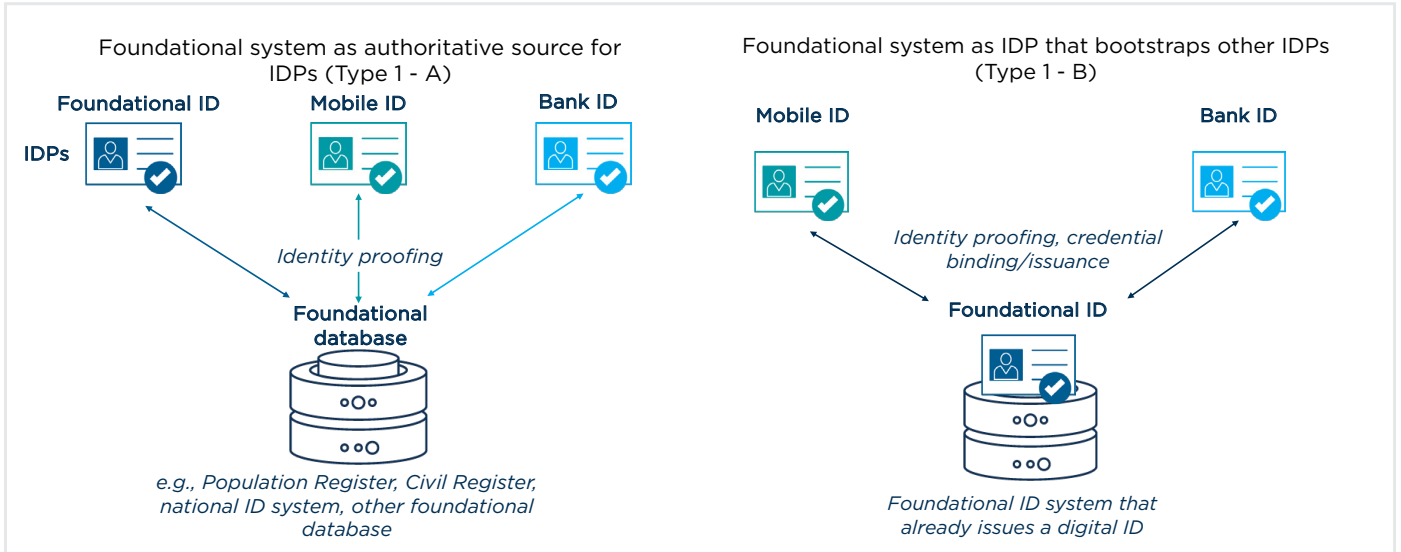 Foundational system as authoritative source for
IDPs (Type 1 - A)
Foundational ID
Mobile ID
Bank ID
IDPs
Identity proofing
Foundational
database
e.g., Population Register, Civil Register,
national ID system, other foundational
database
Foundational system as IDP that bootstraps other IDPs
(Type 1 - B)
Mobile ID
Bank ID
Identity proofing, credential
binding/issuance
Foundational ID
Foundational ID system that
already issues a digital ID